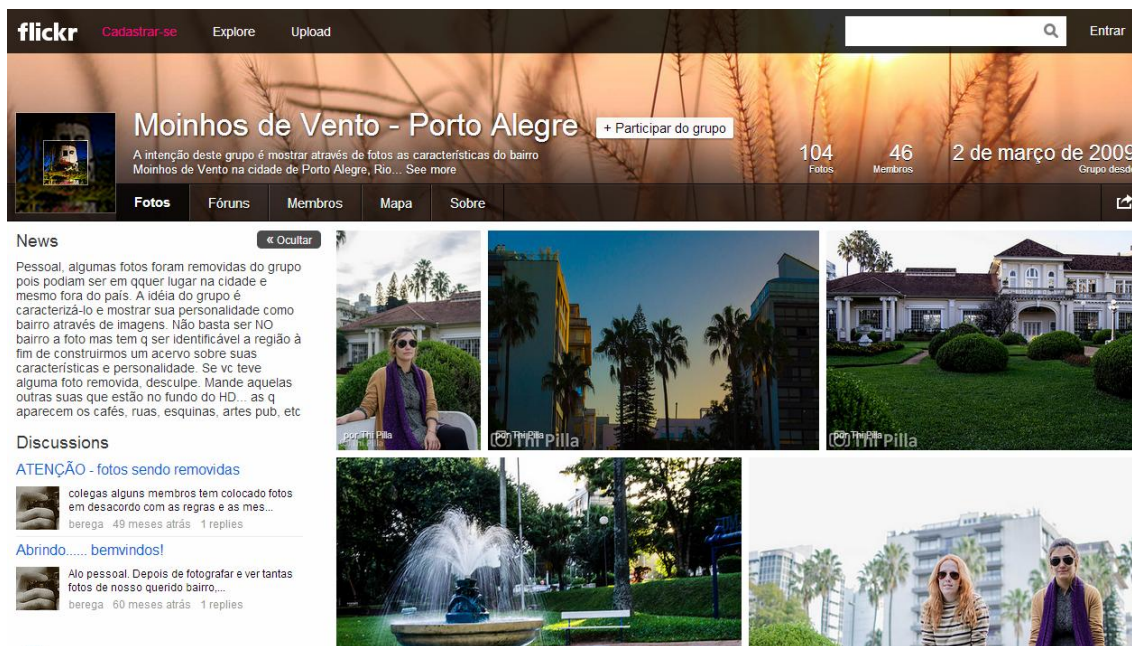 flickr Cadastrar-se Explore Upload Entrar
Moinhos de Vento - Porto Alegre + Participar do grupo
A intenção deste grupo é mostrar através de fotos as características do bairro
Moinhos de Vento na cidade de Porto Alegre, Rio... See more
104 46 2 de março de 2009
Fotos Membros Grupo desde
Fotos Fóruns Membros Mapa Sobre
News « Ocultar
Pessoal, algumas fotos foram removidas do grupo
pois podiam ser em qquer lugar na cidade e
mesmo fora do país. A idéia do grupo é
caracterizá-lo e mostrar sua personalidade como
bairro através de imagens. Não basta ser NO
bairro a foto mas tem q ser identificável a região à
fim de construirmos um acervo sobre suas
características e personalidade. Se vc teve
alguma foto removida, desculpe. Mande aquelas
outras suas que estão no fundo do HD... as q
aparecem os cafés, ruas, esquinas, artes pub, etc
Discussions
ATENÇÃO - fotos sendo removidas
colegas alguns membros tem colocado fotos
em desacordo com as regras e as mes...
berega 49 meses atrás 1 replies
Abrindo...... bemvindos!
Alo pessoal. Depois de fotografar e ver tantas
fotos de nosso querido bairro,...
berega 60 meses atrás 1 replies
por Thi Pilla
Thi Pilla
por Thi Pilla
Thi Pilla
por Thi Pilla
Thi Pilla